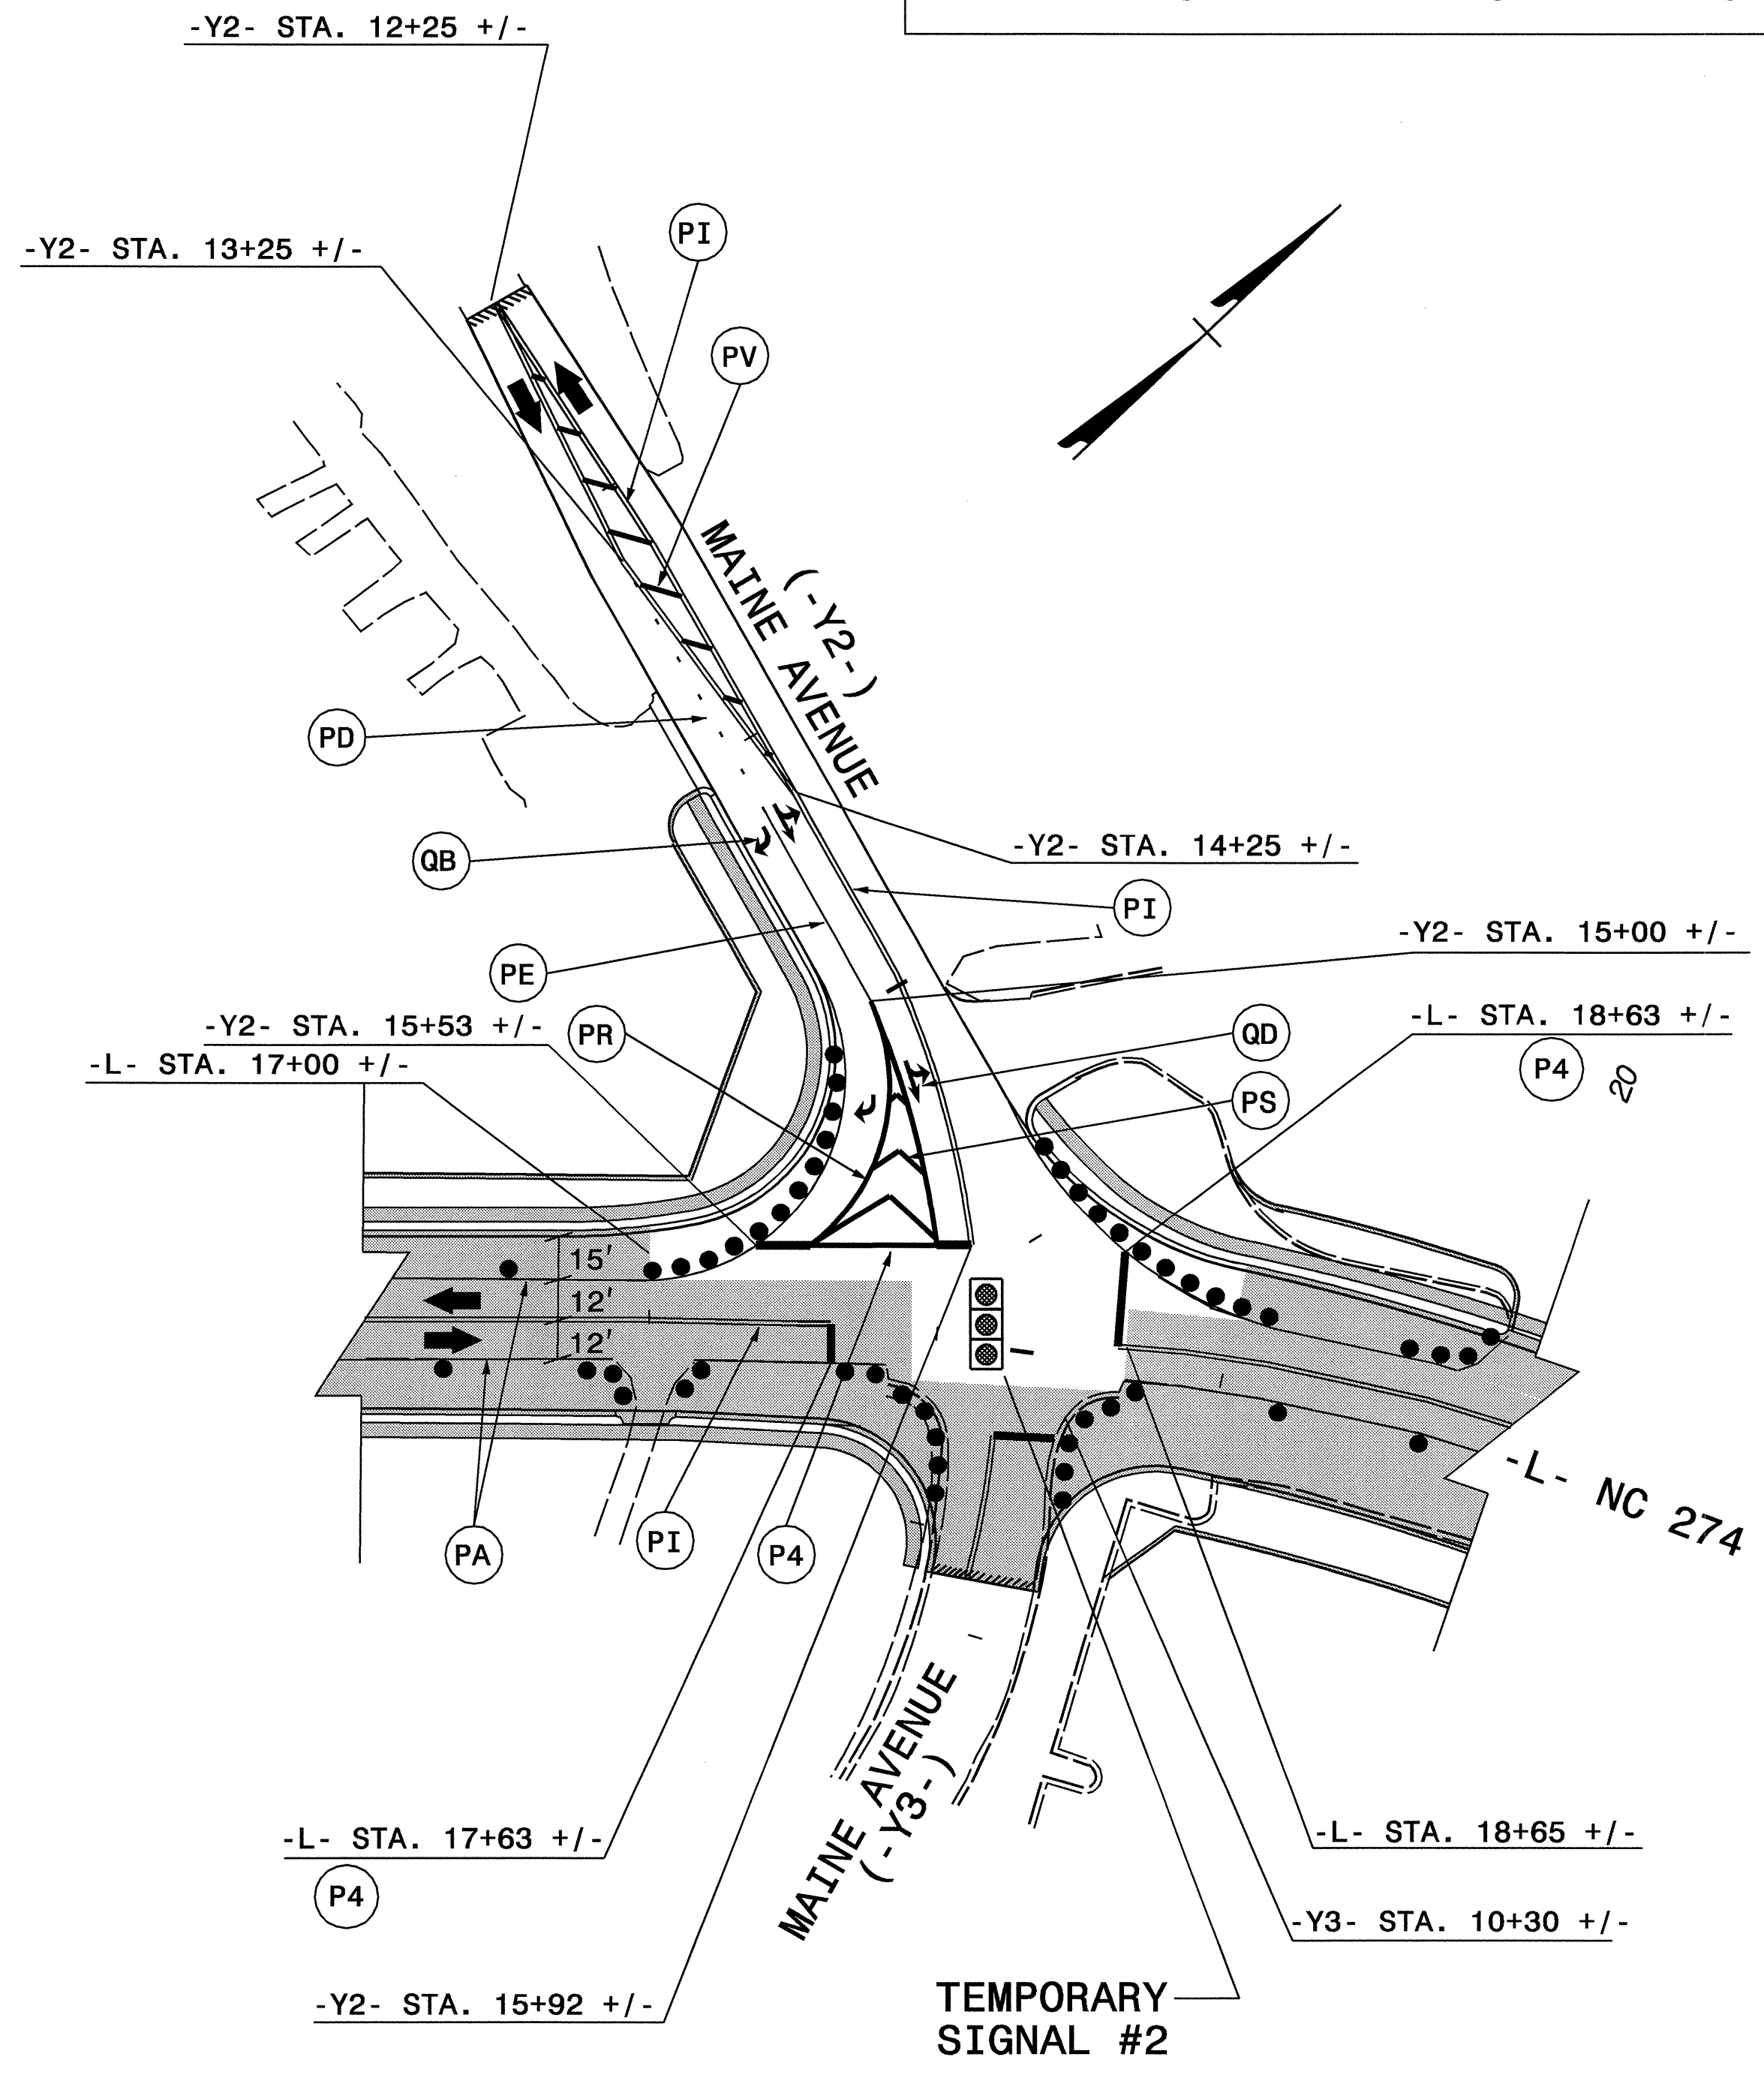 -Y2- STA. 12+25 +/-
PI
-Y2- STA. 13+25 +/-
PV
(-Y2-)
MAINE AVENUE
PD
-Y2- STA. 14+25 +/-
QB
PI
-Y2- STA. 15+00 +/-
PE
-Y2- STA. 15+53 +/-
PR
QD
-L- STA. 18+63 +/-
P4
20
-L- STA. 17+00 +/-
PS
15'
12'
12'
-L- NC 274
PA
PI
P4
MAINE AVENUE
(-Y3-)
-L- STA. 17+63 +/-
P4
-L- STA. 18+65 +/-
-Y3- STA. 10+30 +/-
-Y2- STA. 15+92 +/-
TEMPORARY
SIGNAL #2